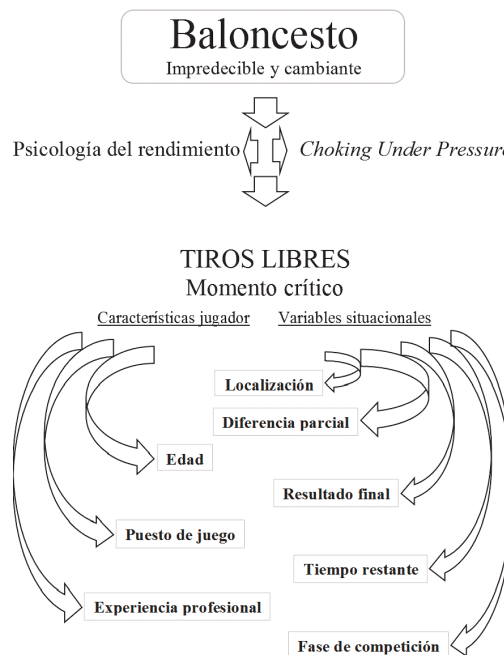 Baloncesto
Impredecible y cambiante
Psicología del rendimiento
Choking Under Pressure
TIROS LIBRES
Momento crítico
Características jugador
Variables situacionales
Localización
Diferencia parcial
Edad
Resultado final
Puesto de juego
Tiempo restante
Experiencia profesional
Fase de competición